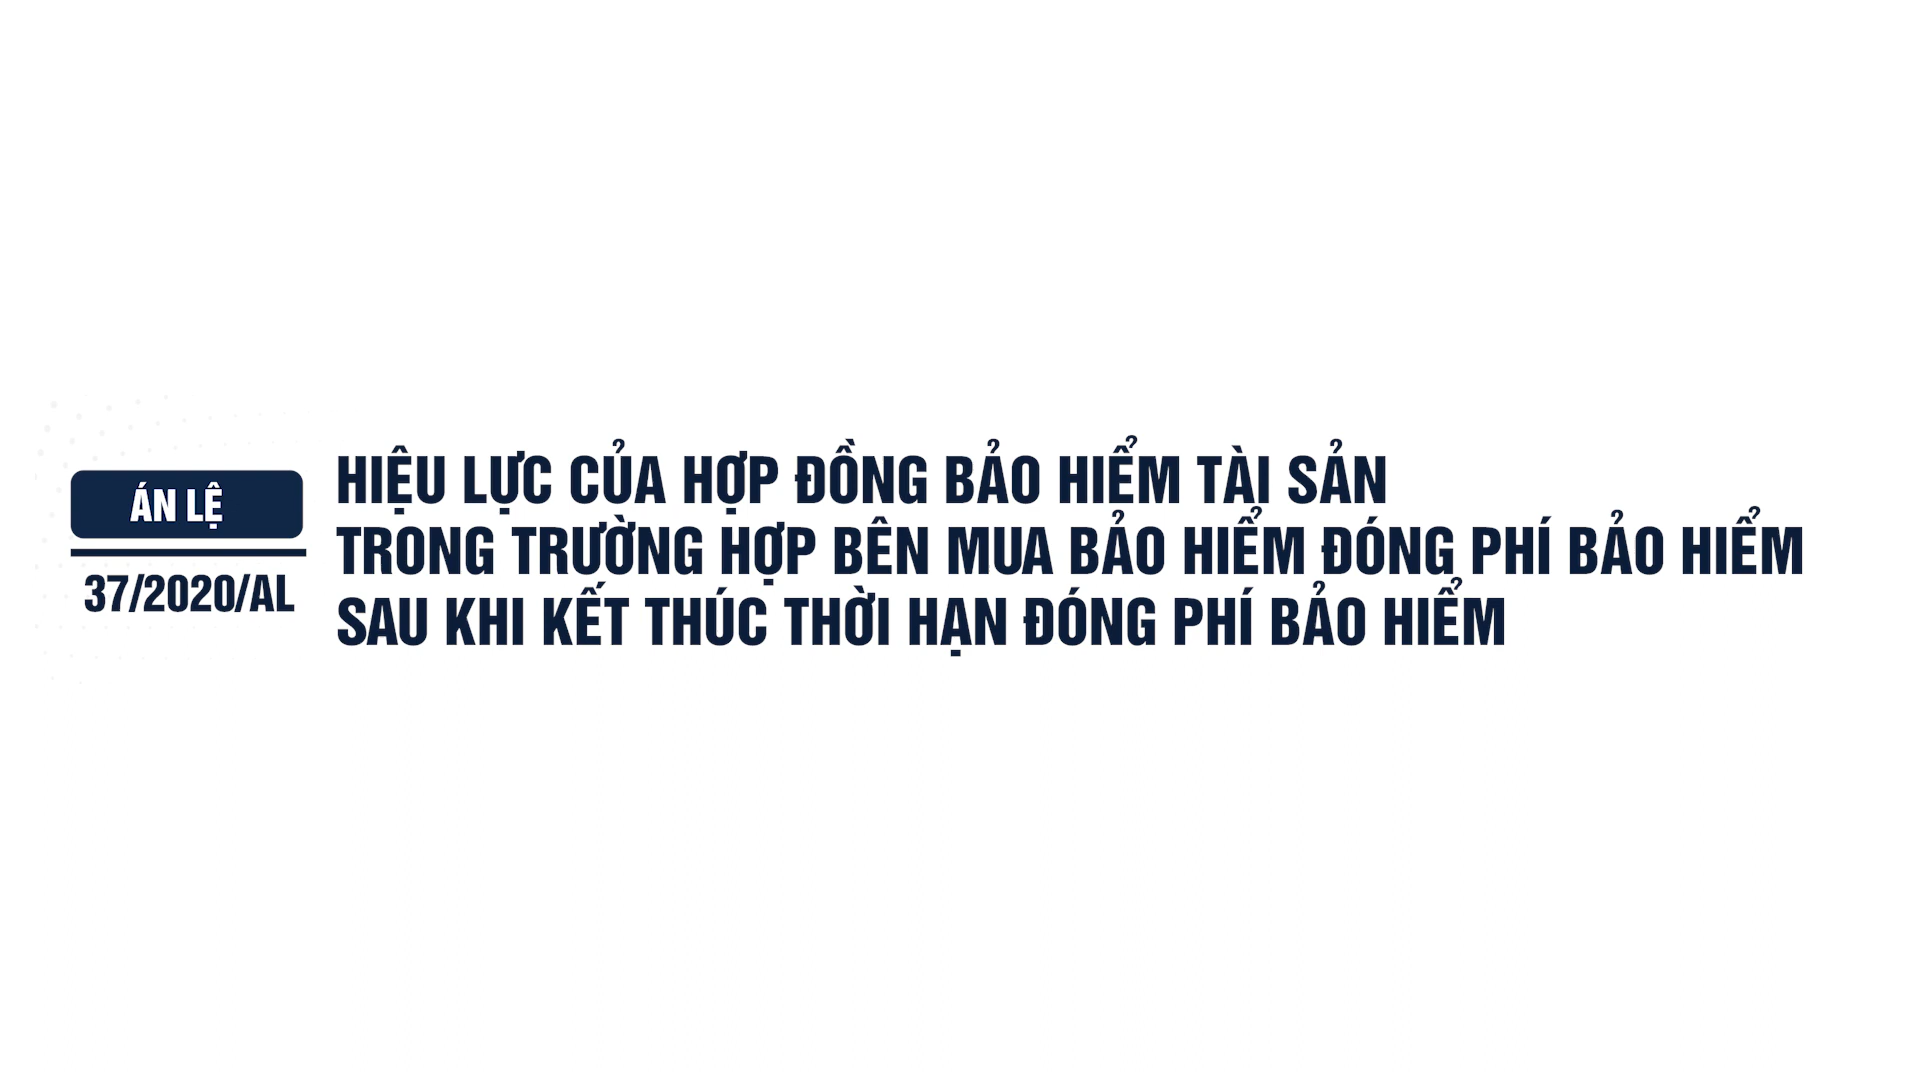 ÁN LỆ
37/2020/AL
HIỆU LỰC CỦA HỢP ĐỒNG BẢO HIỂM TÀI SẢN
TRONG TRƯỜNG HỢP BÊN MUA BẢO HIỂM ĐÓNG PHÍ BẢO HIỂM
SAU KHI KẾT THÚC THỜI HẠN ĐÓNG PHÍ BẢO HIỂM